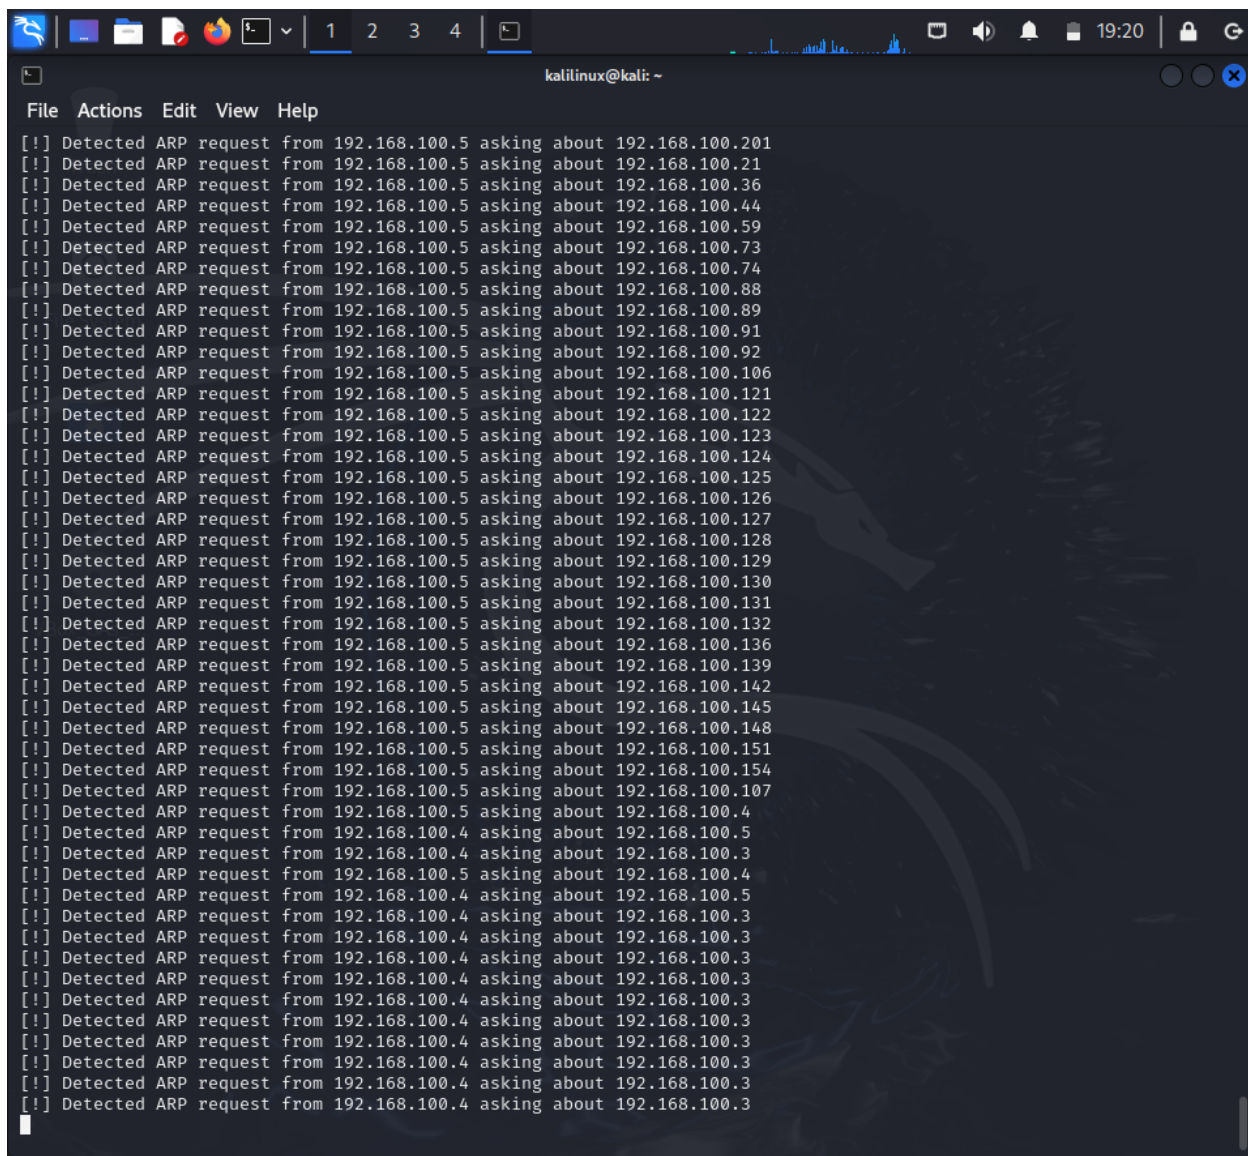 1 2 3 4 19:20
kalilinux@kali: ~
File Actions Edit View Help
[!] Detected ARP request from 192.168.100.5 asking about 192.168.100.201
[!] Detected ARP request from 192.168.100.5 asking about 192.168.100.21
[!] Detected ARP request from 192.168.100.5 asking about 192.168.100.36
[!] Detected ARP request from 192.168.100.5 asking about 192.168.100.44
[!] Detected ARP request from 192.168.100.5 asking about 192.168.100.59
[!] Detected ARP request from 192.168.100.5 asking about 192.168.100.73
[!] Detected ARP request from 192.168.100.5 asking about 192.168.100.74
[!] Detected ARP request from 192.168.100.5 asking about 192.168.100.88
[!] Detected ARP request from 192.168.100.5 asking about 192.168.100.89
[!] Detected ARP request from 192.168.100.5 asking about 192.168.100.91
[!] Detected ARP request from 192.168.100.5 asking about 192.168.100.92
[!] Detected ARP request from 192.168.100.5 asking about 192.168.100.106
[!] Detected ARP request from 192.168.100.5 asking about 192.168.100.121
[!] Detected ARP request from 192.168.100.5 asking about 192.168.100.122
[!] Detected ARP request from 192.168.100.5 asking about 192.168.100.123
[!] Detected ARP request from 192.168.100.5 asking about 192.168.100.124
[!] Detected ARP request from 192.168.100.5 asking about 192.168.100.125
[!] Detected ARP request from 192.168.100.5 asking about 192.168.100.126
[!] Detected ARP request from 192.168.100.5 asking about 192.168.100.127
[!] Detected ARP request from 192.168.100.5 asking about 192.168.100.128
[!] Detected ARP request from 192.168.100.5 asking about 192.168.100.129
[!] Detected ARP request from 192.168.100.5 asking about 192.168.100.130
[!] Detected ARP request from 192.168.100.5 asking about 192.168.100.131
[!] Detected ARP request from 192.168.100.5 asking about 192.168.100.132
[!] Detected ARP request from 192.168.100.5 asking about 192.168.100.136
[!] Detected ARP request from 192.168.100.5 asking about 192.168.100.139
[!] Detected ARP request from 192.168.100.5 asking about 192.168.100.142
[!] Detected ARP request from 192.168.100.5 asking about 192.168.100.145
[!] Detected ARP request from 192.168.100.5 asking about 192.168.100.148
[!] Detected ARP request from 192.168.100.5 asking about 192.168.100.151
[!] Detected ARP request from 192.168.100.5 asking about 192.168.100.154
[!] Detected ARP request from 192.168.100.5 asking about 192.168.100.107
[!] Detected ARP request from 192.168.100.5 asking about 192.168.100.4
[!] Detected ARP request from 192.168.100.4 asking about 192.168.100.5
[!] Detected ARP request from 192.168.100.4 asking about 192.168.100.3
[!] Detected ARP request from 192.168.100.5 asking about 192.168.100.4
[!] Detected ARP request from 192.168.100.4 asking about 192.168.100.5
[!] Detected ARP request from 192.168.100.4 asking about 192.168.100.3
[!] Detected ARP request from 192.168.100.4 asking about 192.168.100.3
[!] Detected ARP request from 192.168.100.4 asking about 192.168.100.3
[!] Detected ARP request from 192.168.100.4 asking about 192.168.100.3
[!] Detected ARP request from 192.168.100.4 asking about 192.168.100.3
[!] Detected ARP request from 192.168.100.4 asking about 192.168.100.3
[!] Detected ARP request from 192.168.100.4 asking about 192.168.100.3
[!] Detected ARP request from 192.168.100.4 asking about 192.168.100.3
[!] Detected ARP request from 192.168.100.4 asking about 192.168.100.3
[!] Detected ARP request from 192.168.100.4 asking about 192.168.100.3